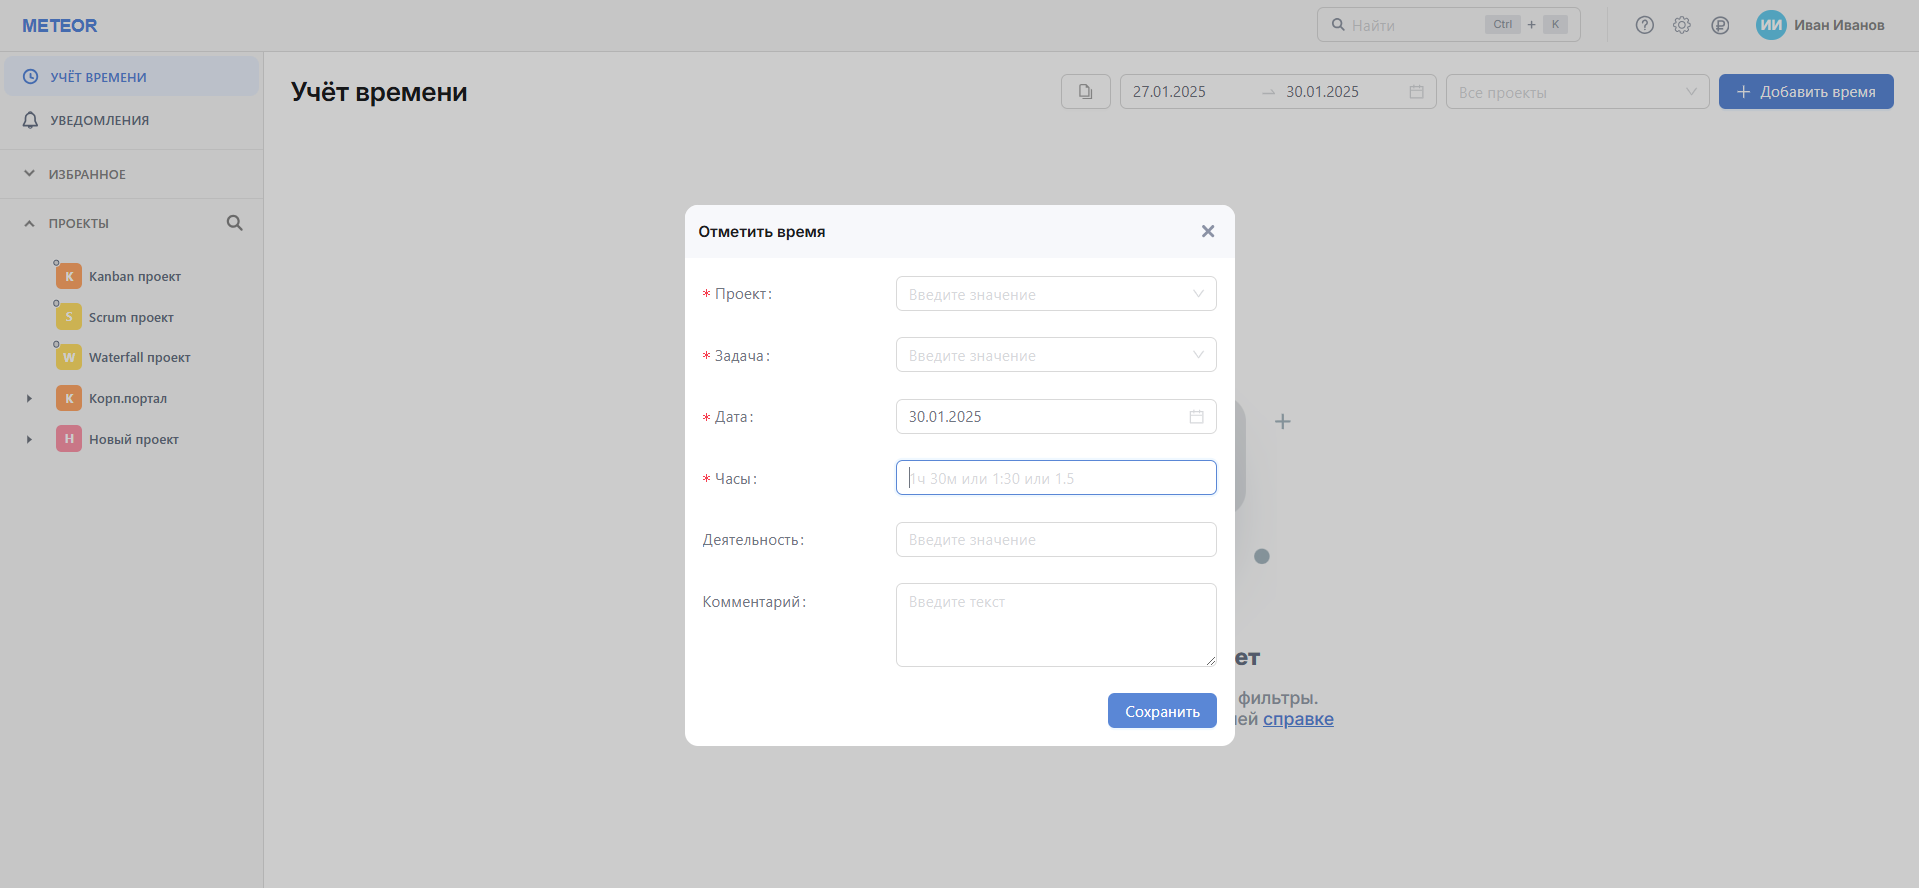 METEOR
Найти Ctrl + K
ИИ Иван Иванов
УЧЁТ ВРЕМЕНИ
УВЕДОМЛЕНИЯ
ИЗБРАННОЕ
ПРОЕКТЫ
K Kanban проект
S Scrum проект
W Waterfall проект
К Корп.портал
Н Новый проект
Учёт времени
27.01.2025 30.01.2025
Все проекты
Добавить время
Отметить время
* Проект: Введите значение
* Задача: Введите значение
* Дата: 30.01.2025
* Часы: 1ч 30м или 1:30 или 1.5
Деятельность: Введите значение
Комментарий: Введите текст
Сохранить
фильтры.
справке